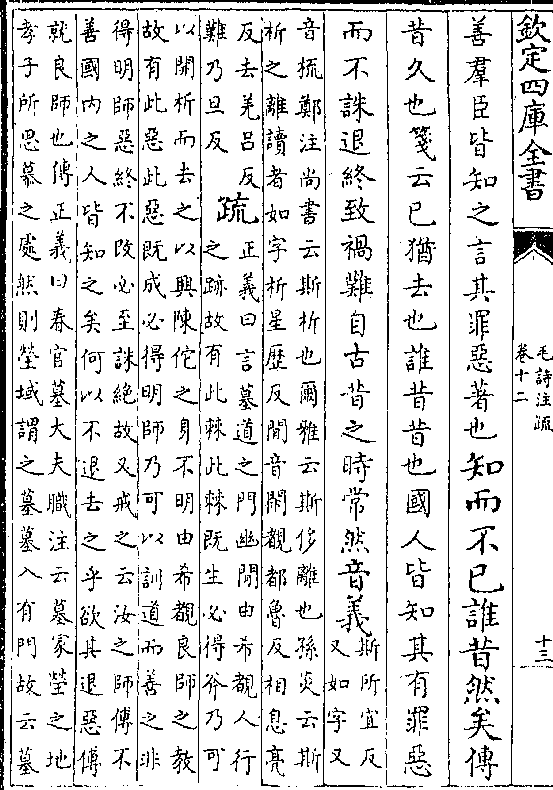 欽定四庫全書
毛詩注疏
卷十二
十三
善羣臣皆知之言其罪惡著也知而不已誰昔然矣傳
昔久也箋云已猶去也誰昔昔也國人皆知其有罪惡
而不誅退終致禍難自古昔之時常然音義
斯所宜反
又如字又
音梳鄭注尚書云斯析也爾雅云斯侈離也孫炎云斯
析之離讀者如字析星歷反閒音閑覩都魯反相息亮
反去羌呂反
難乃旦反
疏
正義曰言墓道之門幽閒由希覩人行
之跡故有此棘此棘既生必得斧乃可
以開析而去之以興陳佗之身不明由希覩良師之教
故有此惡此惡既成必得明師乃可以訓道而善之非
得明師惡終不改必至誅絕故又戒之云汝之師傅不
善國內之人皆知之矣何以不退去之乎欲其退惡傅
就良師也傳正義曰春官墓大夫職注云墓冢塋之地
孝子所思慕之處然則塋域謂之墓墓入有門故云墓